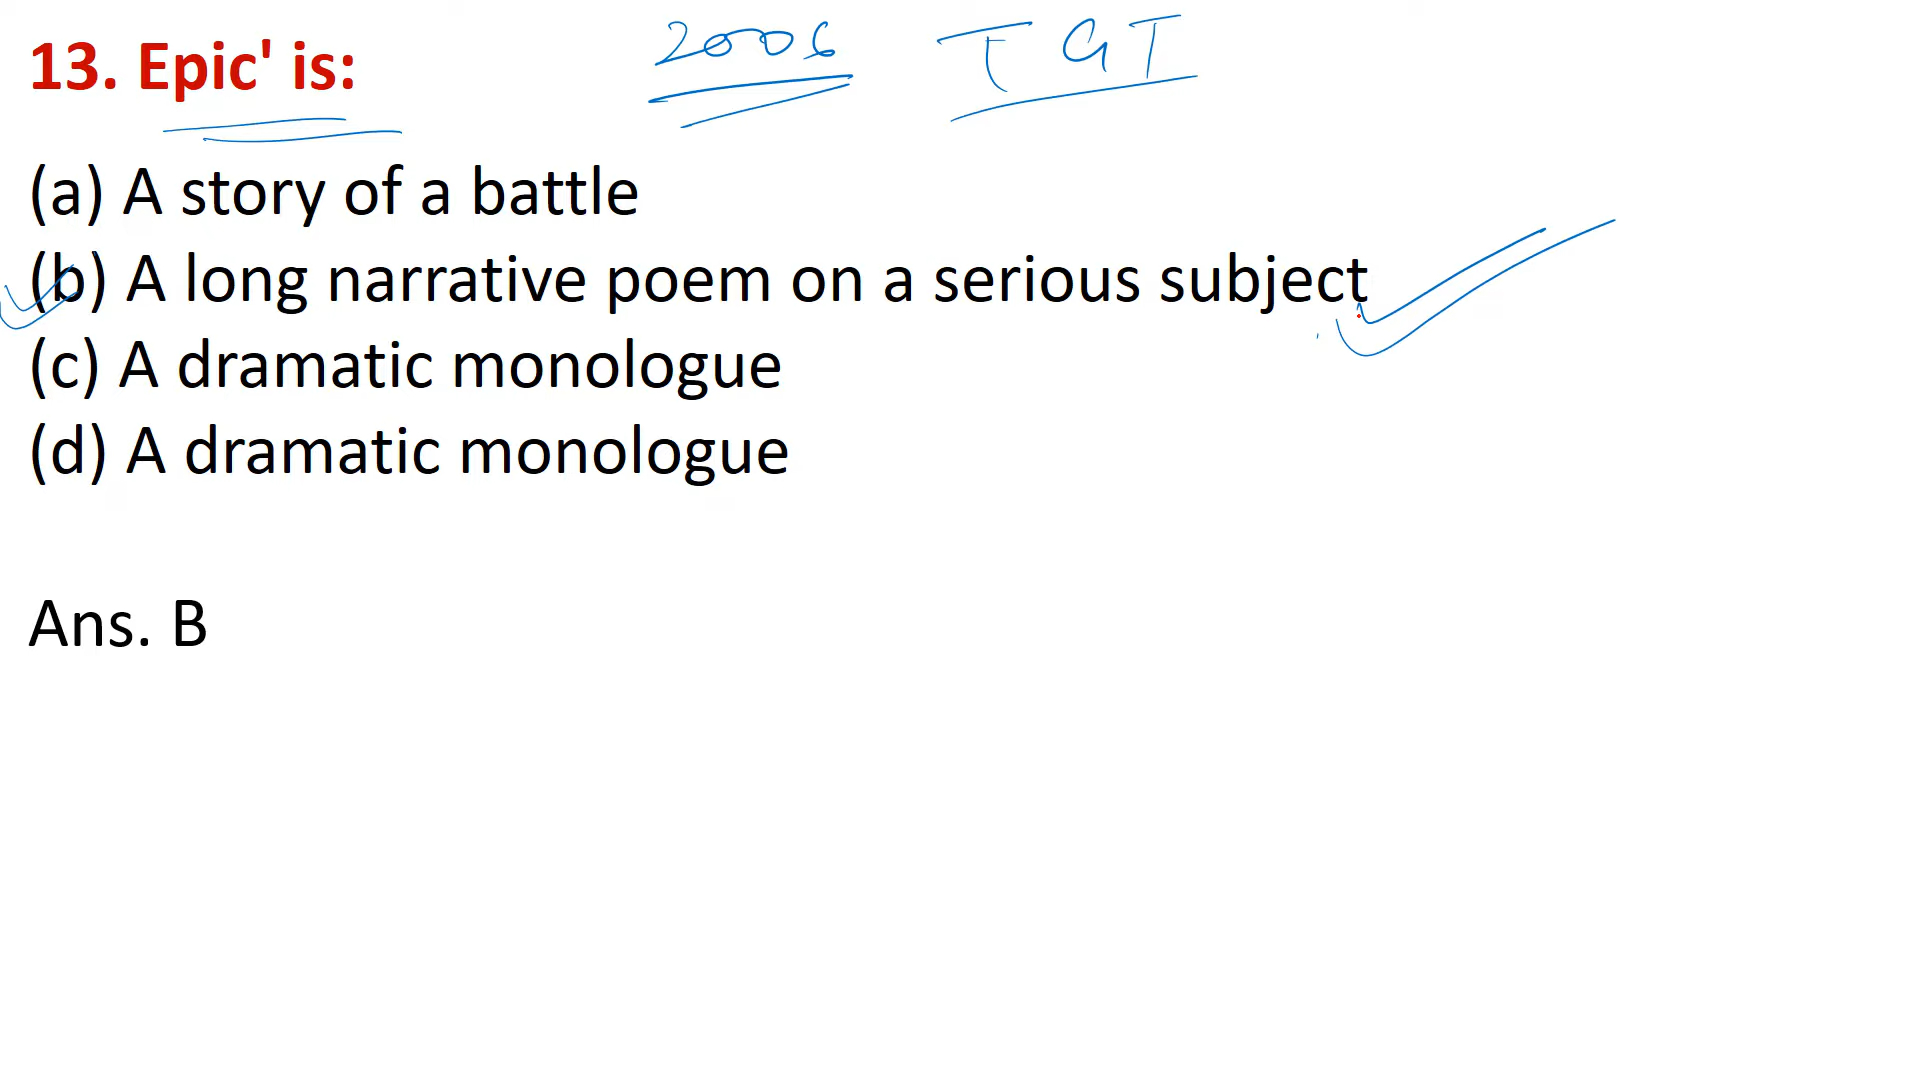 13. Epic' is: 2006 TGT
(a) A story of a battle
(b) A long narrative poem on a serious subject
(c) A dramatic monologue
(d) A dramatic monologue
Ans. B